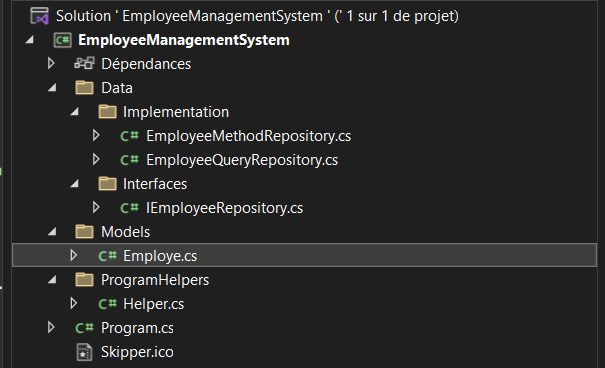 Solution ' EmployeeManagementSystem ' (' 1 sur 1 de projet)
C# EmployeeManagementSystem
Dépendances
Data
Implementation
C# EmployeeMethodRepository.cs
C# EmployeeQueryRepository.cs
Interfaces
C# IEmployeeRepository.cs
Models
C# Employe.cs
ProgramHelpers
C# Helper.cs
C# Program.cs
Skipper.ico